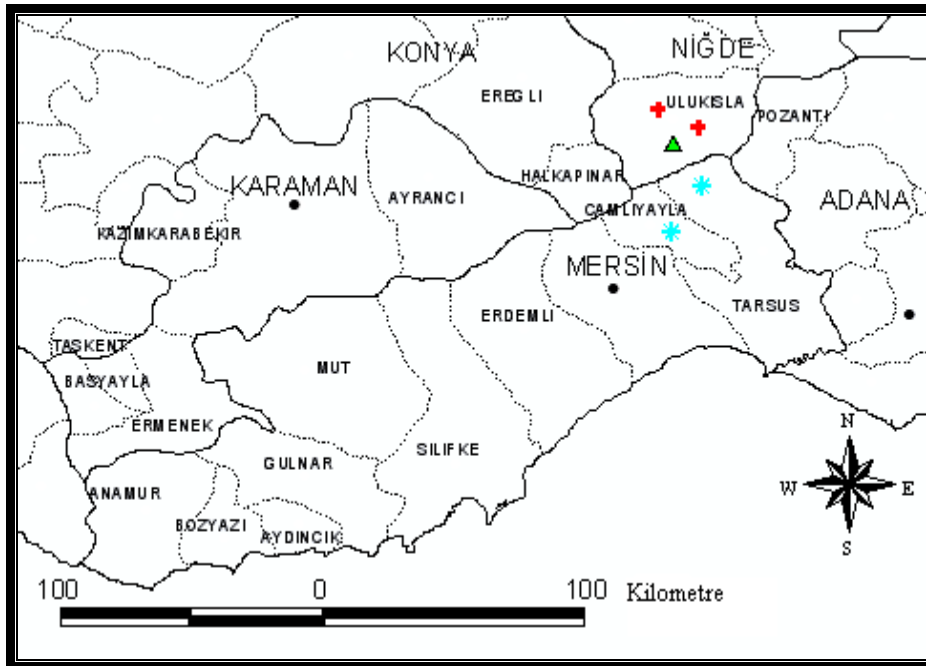 KONYA
NİĞDE
EREGLI
ULUKISLA
POZANTI
HALKAPINAR
KARAMAN
AYRANCI
CAMLIYAYLA
ADANA
KAZIMKARABEKIR
MERSİN
TARSUS
ERDEMLI
TASKENT
MUT
BASYAYLA
ERMENEK
N
SILIFKE
GULNAR
W
E
ANAMUR
BOZYAZI
AYDINCIK
S
100 0 100 Kilometre